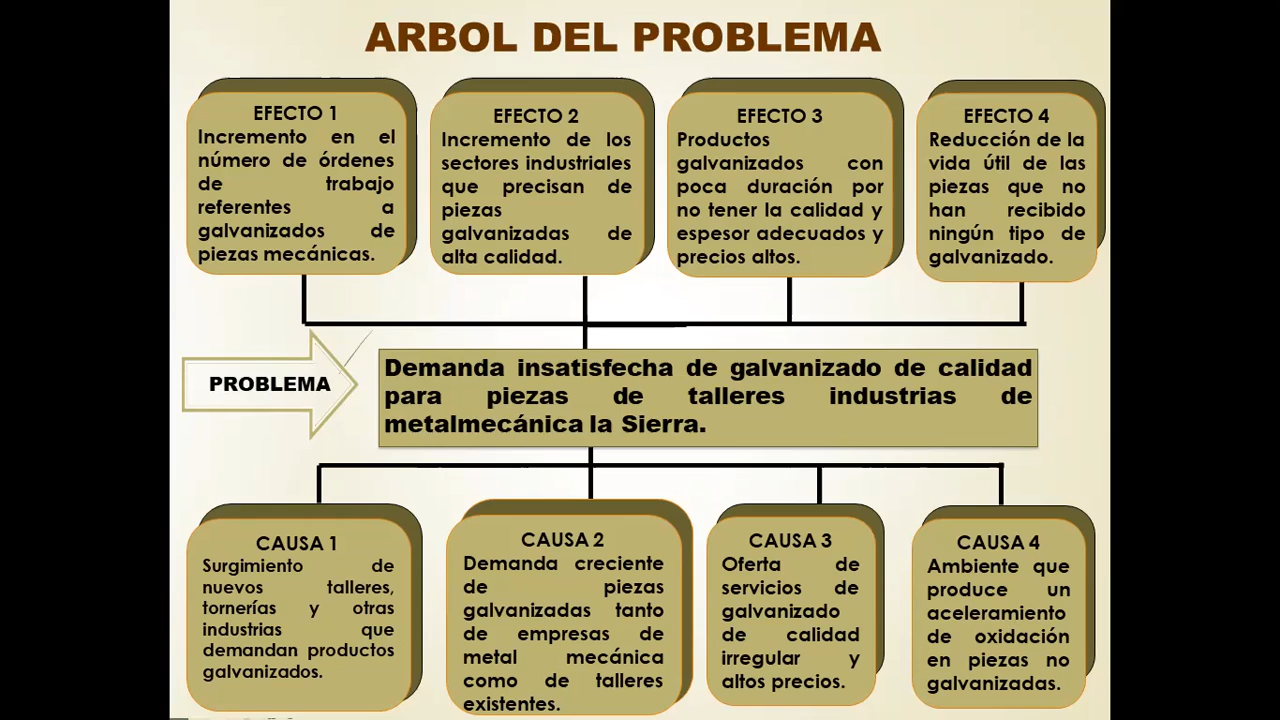 ARBOL DEL PROBLEMA
EFECTO 1
Incremento en el
número de órdenes
de trabajo
referentes a
galvanizados de
piezas mecánicas.
EFECTO 2
Incremento de los
sectores industriales
que precisan de
piezas
galvanizadas de
alta calidad.
EFECTO 3
Productos
galvanizados con
poca duración por
no tener la calidad y
espesor adecuados y
precios altos.
EFECTO 4
Reducción de la
vida útil de las
piezas que no
han recibido
ningún tipo de
galvanizado.
PROBLEMA
Demanda insatisfecha de galvanizado de calidad
para piezas de talleres industrias de
metalmecánica la Sierra.
CAUSA 1
Surgimiento de
nuevos talleres,
tornerías y otras
industrias que
demandan productos
galvanizados.
CAUSA 2
Demanda creciente
de piezas
galvanizadas tanto
de empresas de
metal mecánica
como de talleres
existentes.
CAUSA 3
Oferta de
servicios de
galvanizado
de calidad
irregular y
altos precios.
CAUSA 4
Ambiente que
produce un
aceleramiento
de oxidación
en piezas no
galvanizadas.